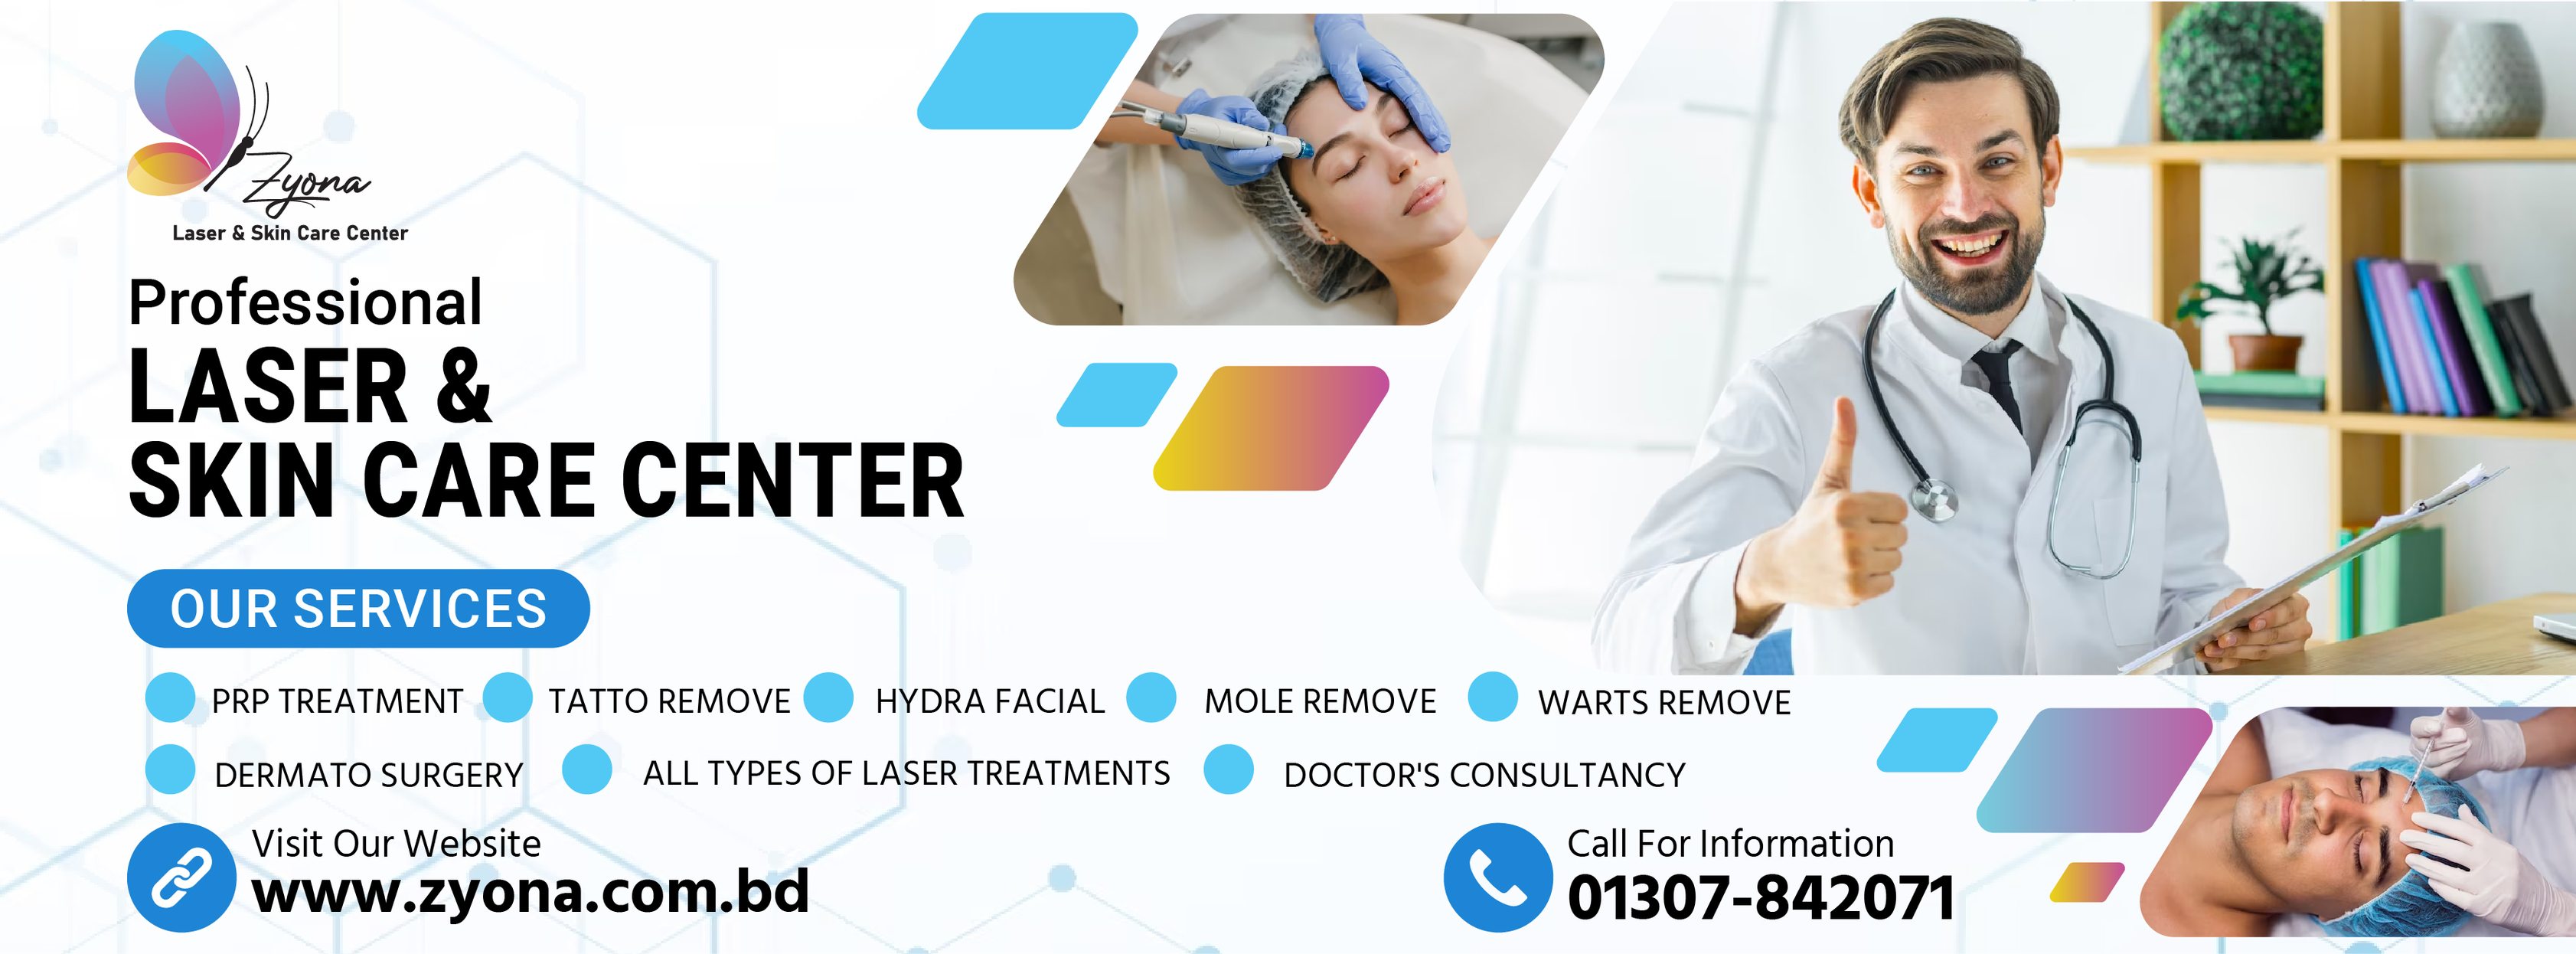 Zyona
Laser & Skin Care Center
Professional
LASER &
SKIN CARE CENTER
OUR SERVICES
PRP TREATMENT TATTO REMOVE HYDRA FACIAL MOLE REMOVE WARTS REMOVE
DERMATO SURGERY ALL TYPES OF LASER TREATMENTS DOCTOR'S CONSULTANCY
Visit Our Website
www.zyona.com.bd
Call For Information
01307-842071